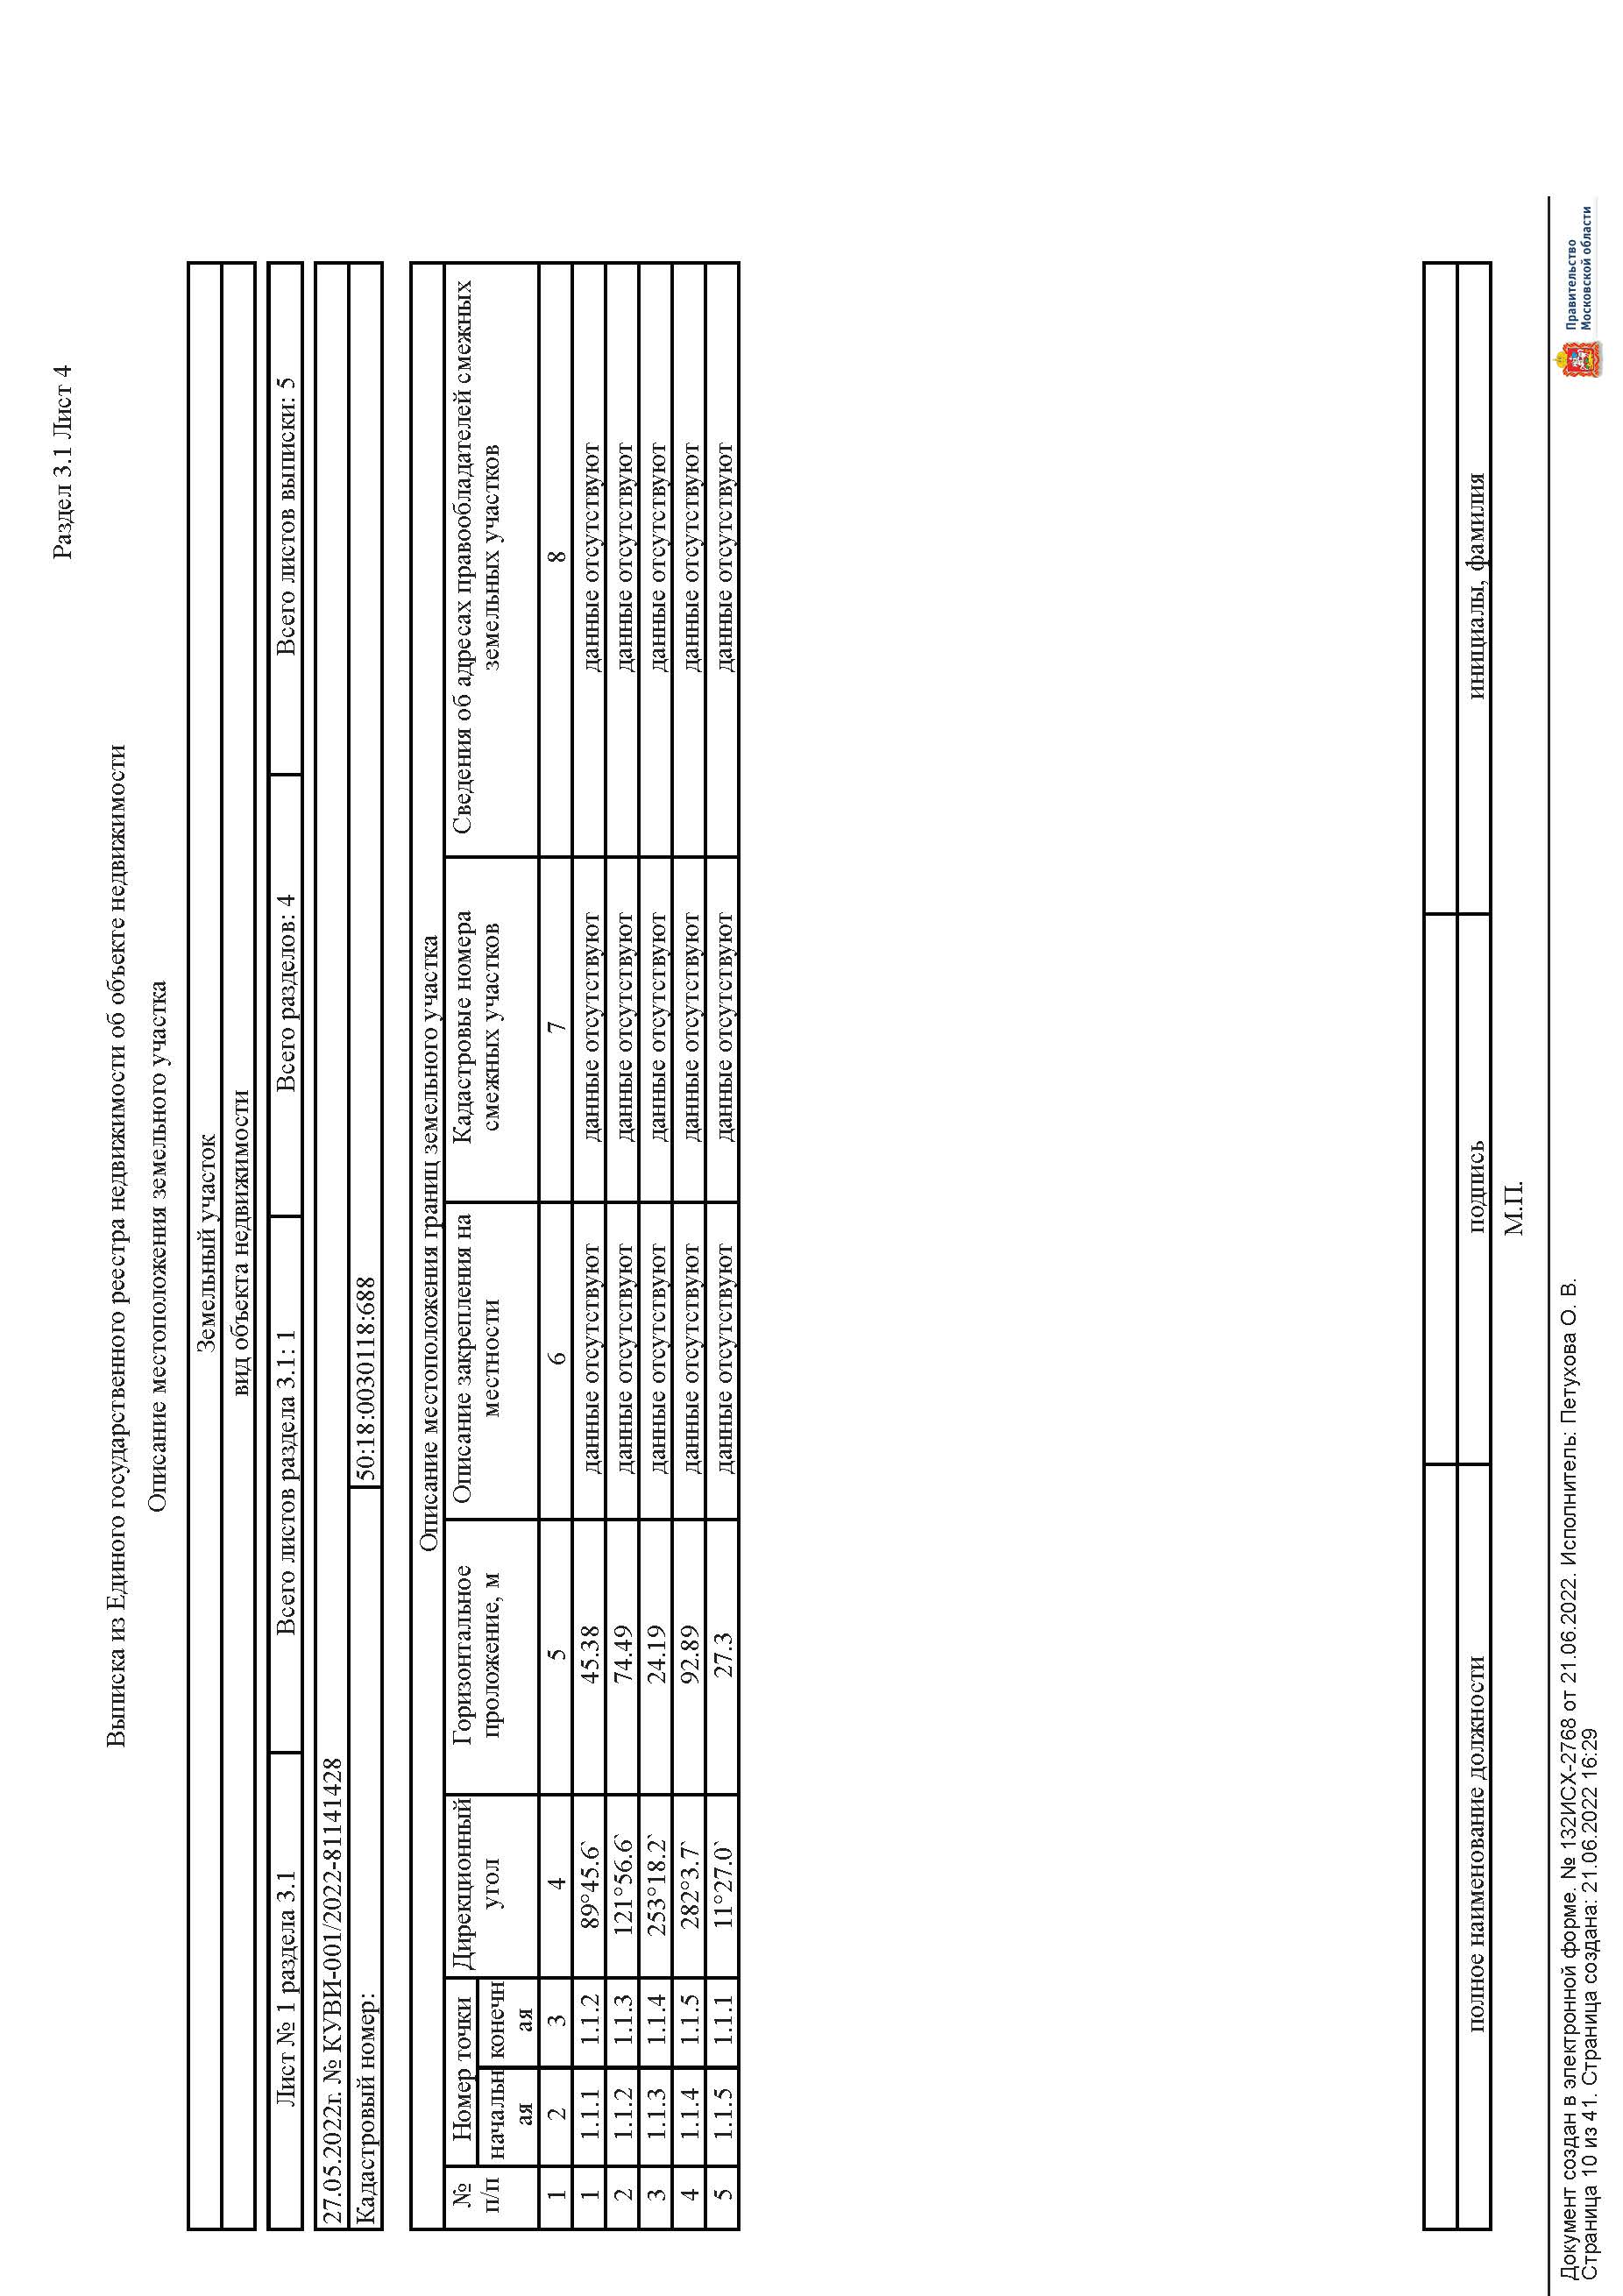 Раздел 3.1 Лист 4
Выписка из Единого государственного реестра недвижимости об объекте недвижимости
Описание местоположения земельного участка
Земельный участок
вид объекта недвижимости
Лист № 1 раздела 3.1 Всего листов раздела 3.1: 1 Всего разделов: 4 Всего листов выписки: 5
27.05.2022г. № КУВИ-001/2022-81141428
Кадастровый номер: 50:18:0030118:688
Описание местоположения границ земельного участка
№ Номер точки Дирекционный Горизонтальное Описание закрепления на Кадастровые номера Сведения об адресах правообладателей смежных
п/п начальн конечн угол проложение, м местности смежных участков земельных участков
ая ая
1 2 3 4 5 6 7 8
1 1.1.1 1.1.2 89°45.6` 45.38 данные отсутствуют данные отсутствуют данные отсутствуют
2 1.1.2 1.1.3 121°56.6` 74.49 данные отсутствуют данные отсутствуют данные отсутствуют
3 1.1.3 1.1.4 253°18.2` 24.19 данные отсутствуют данные отсутствуют данные отсутствуют
4 1.1.4 1.1.5 282°3.7` 92.89 данные отсутствуют данные отсутствуют данные отсутствуют
5 1.1.5 1.1.1 11°27.0` 27.3 данные отсутствуют данные отсутствуют данные отсутствуют
полное наименование должности подпись инициалы, фамилия
М.П.
Документ создан в электронной форме. № 132ИСХ-2768 от 21.06.2022. Исполнитель: Петухова О. В.
Страница 10 из 41. Страница создана: 21.06.2022 16:29
Правительство
Московской области